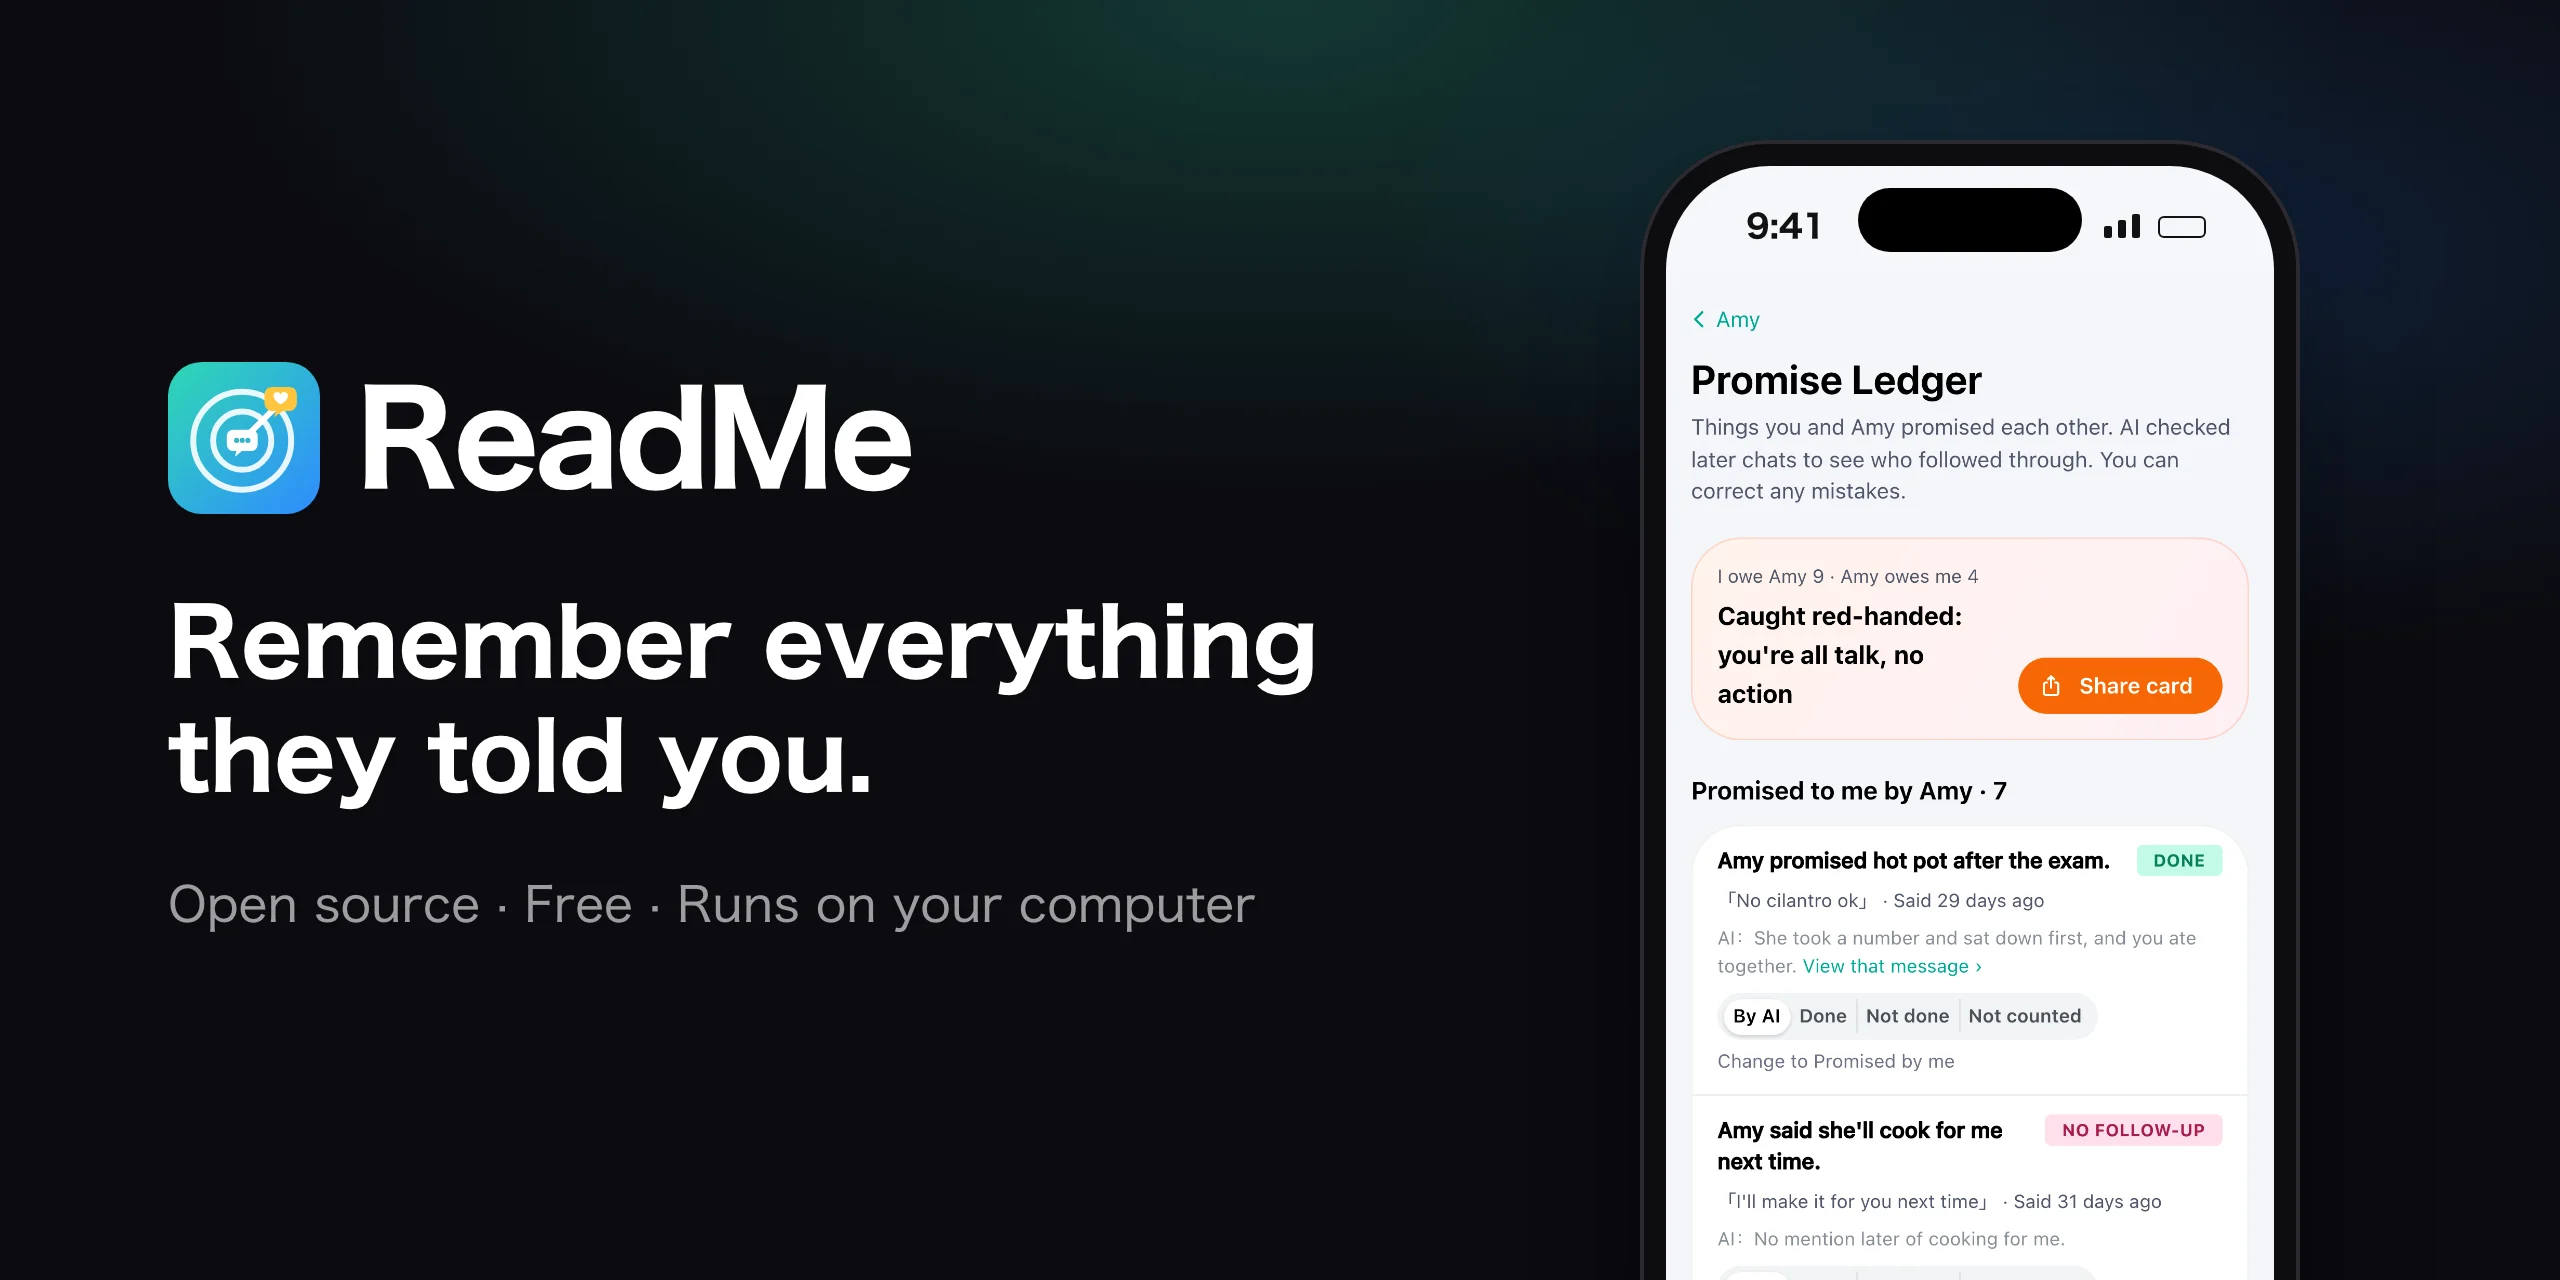 ReadMe
Remember everything
they told you.
Open source · Free · Runs on your computer
9:41
Amy
Promise Ledger
Things you and Amy promised each other. AI checked
later chats to see who followed through. You can
correct any mistakes.
I owe Amy 9 · Amy owes me 4
Caught red-handed:
you're all talk, no
action
Share card
Promised to me by Amy · 7
Amy promised hot pot after the exam.
DONE
「No cilantro ok」 · Said 29 days ago
AI： She took a number and sat down first, and you ate
together. View that message ›
By AI Done Not done Not counted
Change to Promised by me
Amy said she'll cook for me
next time.
NO FOLLOW-UP
「I'll make it for you next time」 · Said 31 days ago
AI： No mention later of cooking for me.